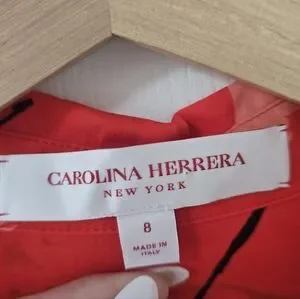 CAROLINA HERRERA
NEW YORK
8
MADE IN
ITALY